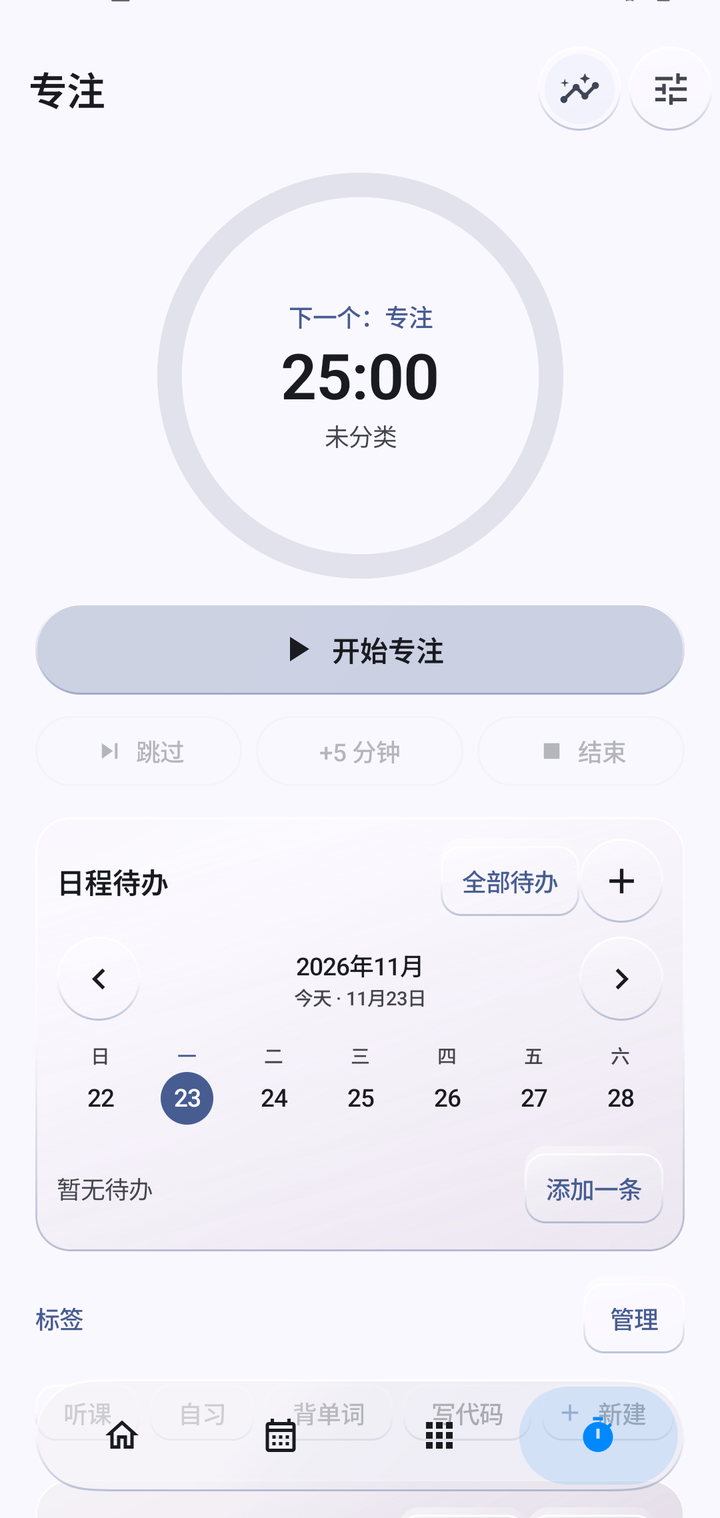 专注
下一个：专注
25:00
未分类
开始专注
跳过 +5 分钟 结束
日程待办 全部待办
2026年11月
今天 · 11月23日
日 一 二 三 四 五 六
22 23 24 25 26 27 28
暂无待办 添加一条
标签 管理
听课 自习 背单词 写代码 + 新建